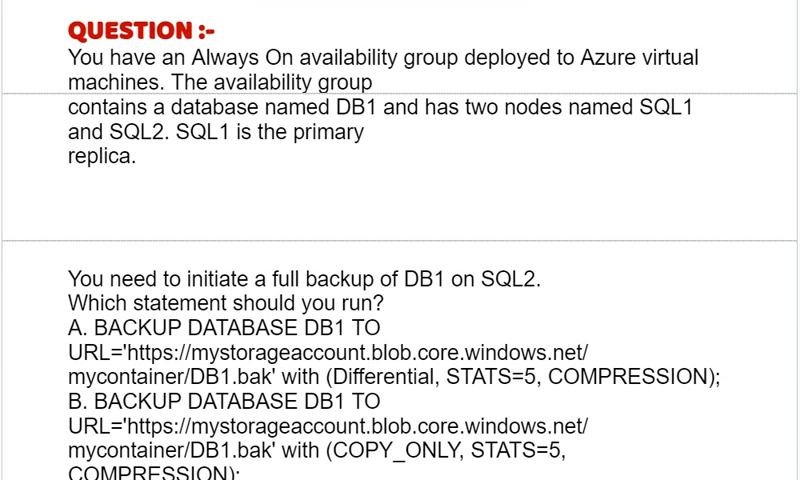 QUESTION :-
You have an Always On availability group deployed to Azure virtual
machines. The availability group
contains a database named DB1 and has two nodes named SQL1
and SQL2. SQL1 is the primary
replica.
You need to initiate a full backup of DB1 on SQL2.
Which statement should you run?
A. BACKUP DATABASE DB1 TO
URL='https://mystorageaccount.blob.core.windows.net/
mycontainer/DB1.bak' with (Differential, STATS=5, COMPRESSION);
B. BACKUP DATABASE DB1 TO
URL='https://mystorageaccount.blob.core.windows.net/
mycontainer/DB1.bak' with (COPY_ONLY, STATS=5,
COMPRESSION);